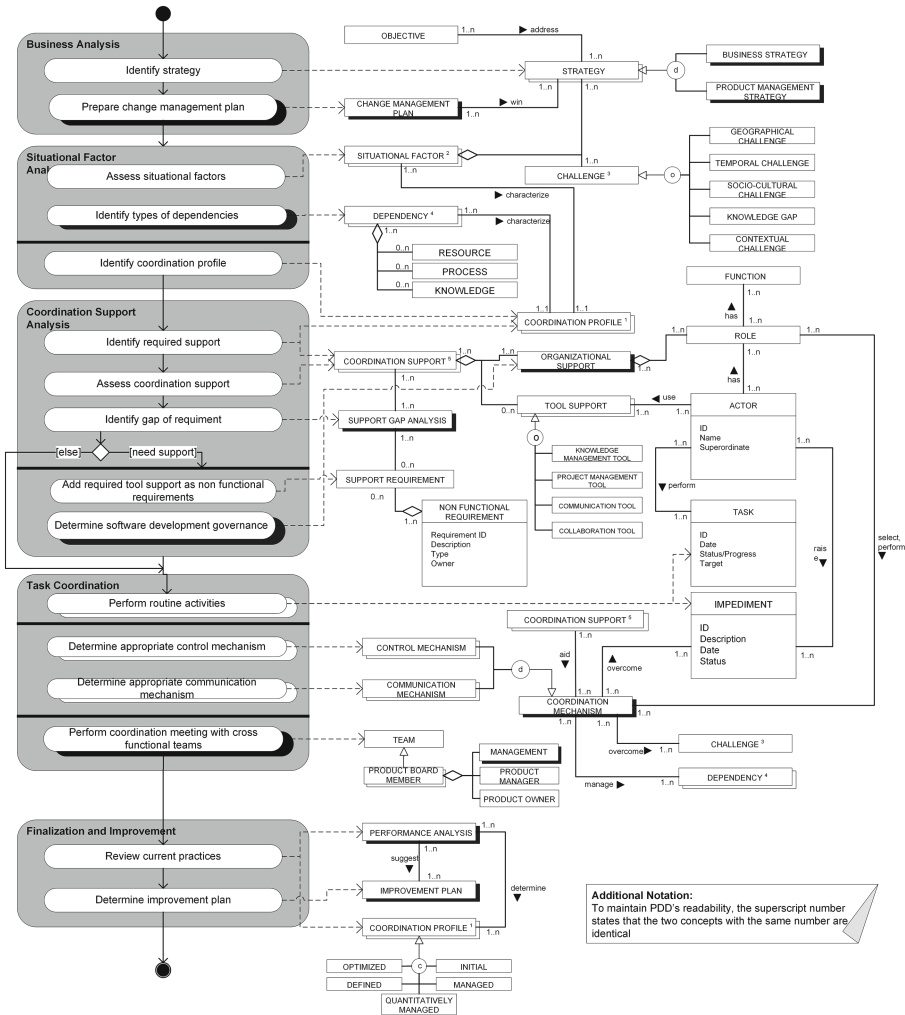 Business Analysis
Identify strategy
Prepare change management plan
Situational Factor
Anal
Assess situational factors
Identify types of dependencies
Identify coordination profile
Coordination Support
Analysis
Identify required support
Assess coordination support
Identify gap of requiment
[else]
[need support]
Add required tool support as non functional
requirements
Determine software development governance
Task Coordination
Perform routine activities
Determine appropriate control mechanism
Determine appropriate communication
mechanism
Perform coordination meeting with cross
functional teams
Finalization and Improvement
Review current practices
Determine improvement plan
OBJECTIVE
1..n
address
1..n
STRATEGY
1..n
1..n
d
BUSINESS STRATEGY
PRODUCT MANAGEMENT
STRATEGY
CHANGE MANAGEMENT
PLAN
win
1..n
SITUATIONAL FACTOR ²
1..n
1..n
CHALLENGE ³
o
GEOGRAPHICAL
CHALLENGE
TEMPORAL CHALLENGE
SOCIO-CULTURAL
CHALLENGE
KNOWLEDGE GAP
CONTEXTUAL
CHALLENGE
characterize
DEPENDENCY ⁴
1..n
characterize
1..n
0..n
RESOURCE
0..n
PROCESS
0..n
KNOWLEDGE
1..1
1..1
COORDINATION PROFILE ¹
FUNCTION
1..n
has
1..n
1..n
ROLE
1..n
1..n
has
1..n
COORDINATION SUPPORT ⁵
1..n
1..n
1..n
ORGANIZATIONAL
SUPPORT
1..n
0..n
TOOL SUPPORT
use
1..n
ACTOR
ID
Name
Superordinate
1..n
1..n
1..n
SUPPORT GAP ANALYSIS
1..n
0..n
SUPPORT REQUIREMENT
0..n
1..n
NON FUNCTIONAL
REQUIREMENT
Requirement ID
Description
Type
Owner
O
KNOWLEDGE
MANAGEMENT TOOL
PROJECT MANAGEMENT
TOOL
COMMUNICATION TOOL
COLLABORATION TOOL
perform
1..n
TASK
ID
Date
Status/Progress
Target
rais
e
select,
perform
IMPEDIMENT
ID
Description
Date
Status
1..n
1..n
COORDINATION SUPPORT ⁵
1..n
aid
overcome
1..n
1..n
CONTROL MECHANISM
COMMUNICATION
MECHANISM
d
COORDINATION
MECHANISM
1..n
1..n
1..n
overcome
1..n
CHALLENGE ³
manage
1..n
DEPENDENCY ⁴
TEAM
PRODUCT BOARD
MEMBER
MANAGEMENT
PRODUCT
MANAGER
PRODUCT OWNER
PERFORMANCE ANALYSIS
1..n
1..n
suggest
1..n
IMPROVEMENT PLAN
determine
COORDINATION PROFILE ¹
1..n
c
OPTIMIZED
INITIAL
DEFINED
MANAGED
QUANTITATIVELY
MANAGED
Additional Notation:
To maintain PDD's readability, the superscript number
states that the two concepts with the same number are
identical